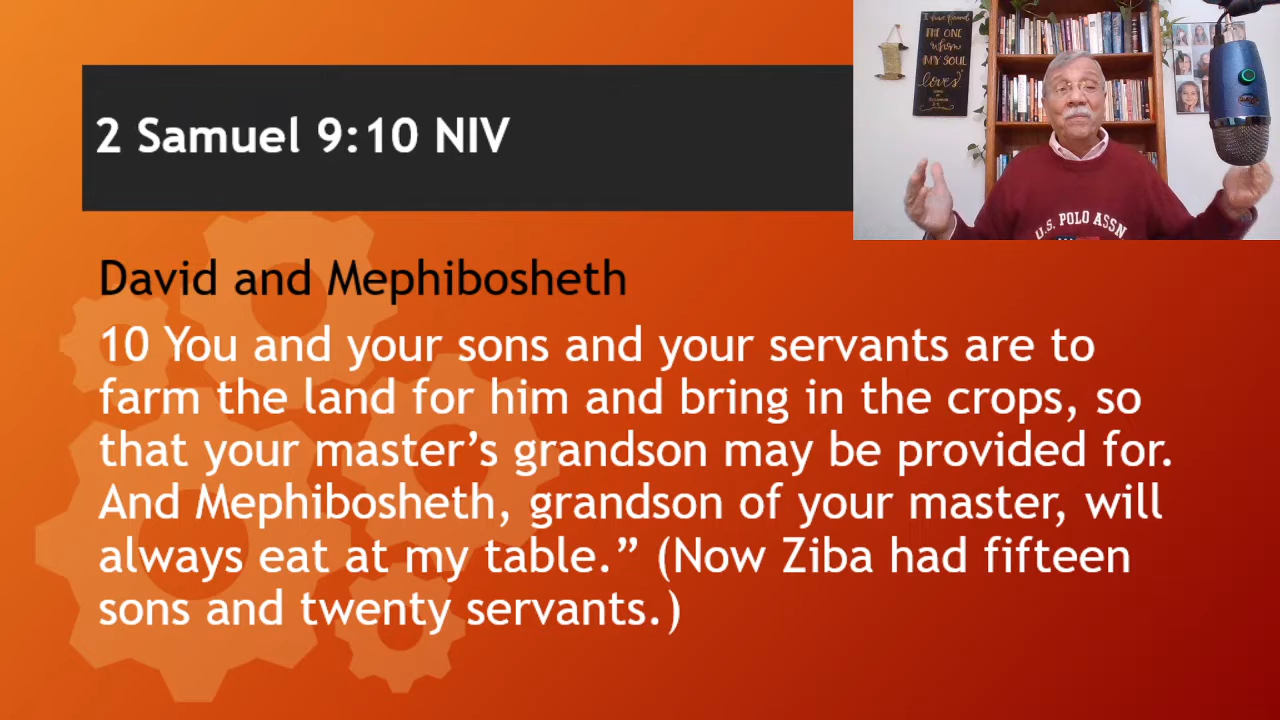 2 Samuel 9:10 NIV
I have found
THE ONE
whom
MY SOUL
loves
U.S. POLO ASSN.
David and Mephibosheth
10 You and your sons and your servants are to
farm the land for him and bring in the crops, so
that your master’s grandson may be provided for.
And Mephibosheth, grandson of your master, will
always eat at my table.” (Now Ziba had fifteen
sons and twenty servants.)